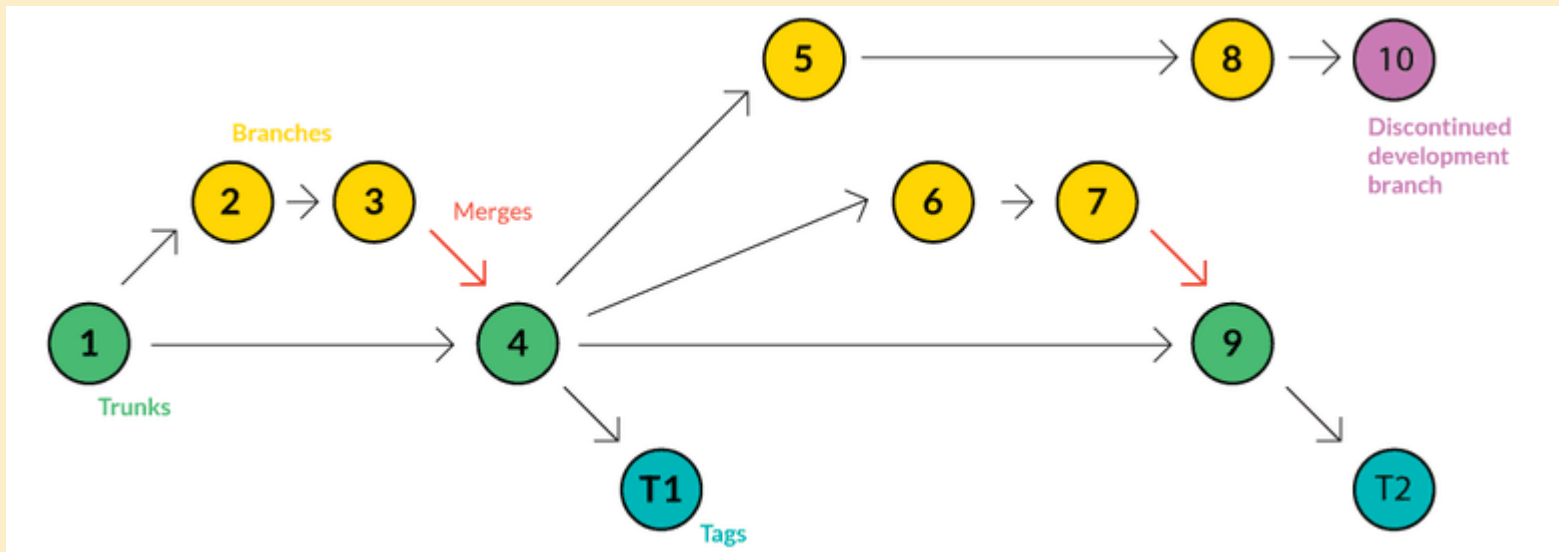 5
8
10
Discontinued
development
branch
Branches
2
3
Merges
6
7
1
4
9
Trunks
T1
T2
Tags